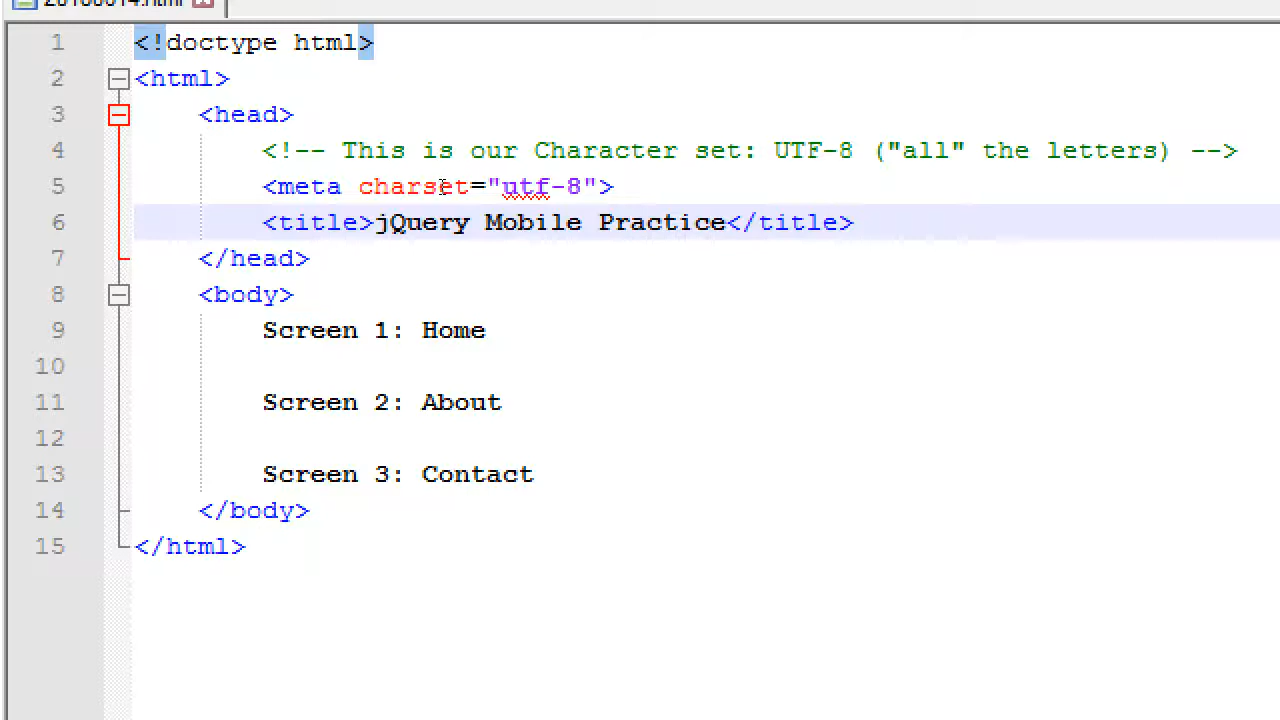 1 <!doctype html>
2 <html>
3 <head>
4 <!-- This is our Character set: UTF-8 ("all" the letters) -->
5 <meta charset="utf-8">
6 <title>jQuery Mobile Practice</title>
7 </head>
8 <body>
9 Screen 1: Home
10
11 Screen 2: About
12
13 Screen 3: Contact
14 </body>
15 </html>